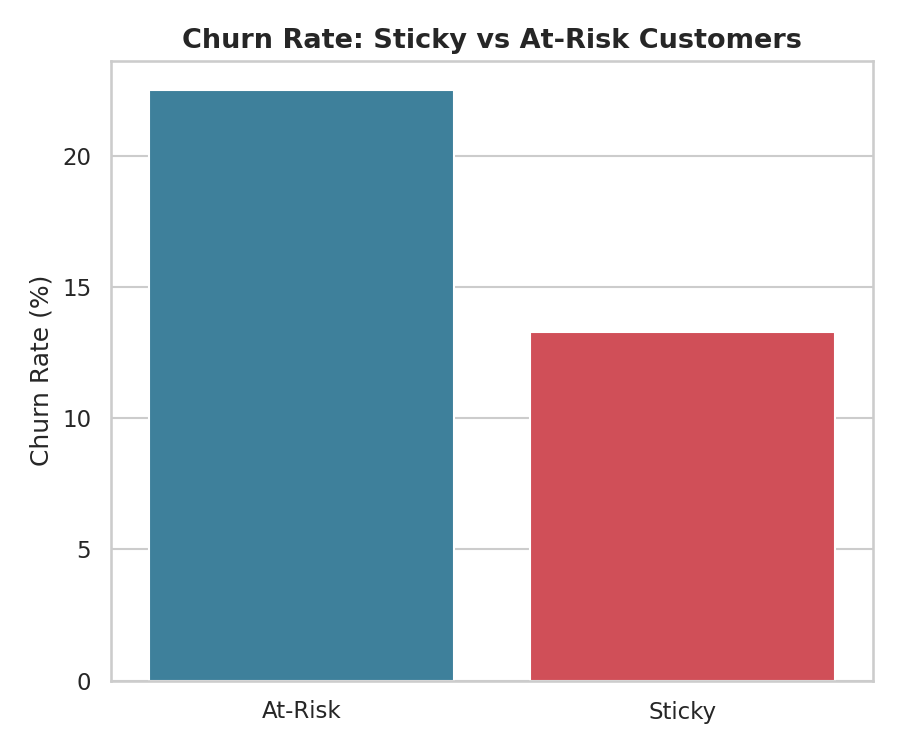 Churn Rate: Sticky vs At-Risk Customers
Churn Rate (%)
20
15
10
5
0
At-Risk
Sticky